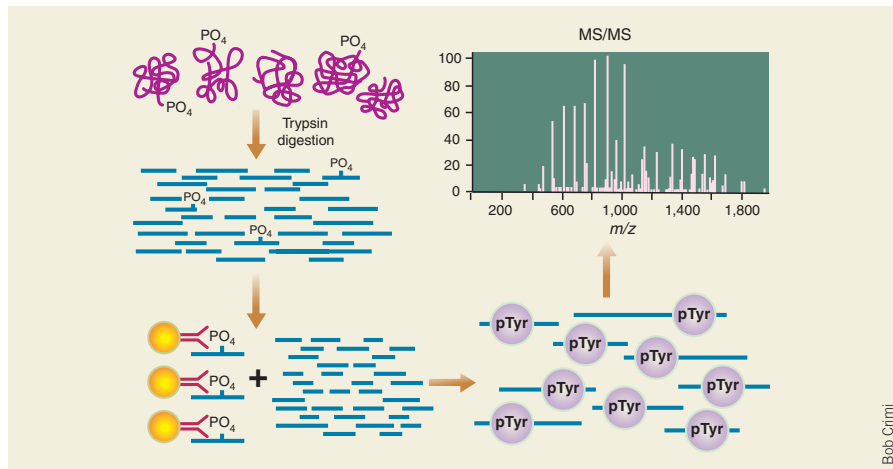 PO4
PO4
PO4
Trypsin
digestion
PO4
PO4
PO4
PO4
PO4
PO4
+
MS/MS
100
80
60
40
20
0
200
600
1,000
1,400
1,800
m/z
pTyr
pTyr
pTyr
pTyr
pTyr
pTyr
pTyr
pTyr
pTyr
Bob Crimi